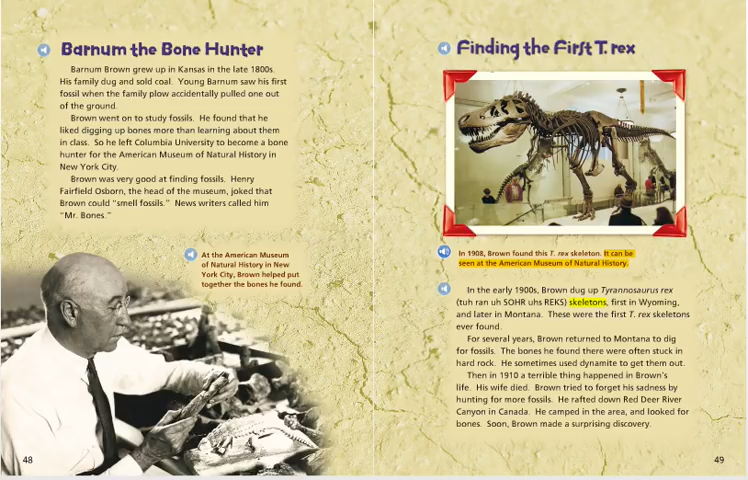 Barnum the Bone Hunter
Barnum Brown grew up in Kansas in the late 1800s.
His family dug and sold coal. Young Barnum saw his first
fossil when the family plow accidentally pulled one out
of the ground.
Brown went on to study fossils. He found that he
liked digging up bones more than learning about them
in class. So he left Columbia University to become a bone
hunter for the American Museum of Natural History in
New York City.
Brown was very good at finding fossils. Henry
Fairfield Osborn, the head of the museum, joked that
Brown could “smell fossils.” News writers called him
“Mr. Bones.”
At the American Museum
of Natural History in New
York City, Brown helped put
together the bones he found.
48
Finding the First T. rex
In 1908, Brown found this T. rex skeleton. It can be
seen at the American Museum of Natural History.
In the early 1900s, Brown dug up Tyrannosaurus rex
(tuh ran uh SOHR uhs REKS) skeletons, first in Wyoming,
and later in Montana. These were the first T. rex skeletons
ever found.
For several years, Brown returned to Montana to dig
for fossils. The bones he found there were often stuck in
hard rock. He sometimes used dynamite to get them out.
Then in 1910 a terrible thing happened in Brown’s
life. His wife died. Brown tried to forget his sadness by
hunting for more fossils. He rafted down Red Deer River
Canyon in Canada. He camped in the area, and looked for
bones. Soon, Brown made a surprising discovery.
49